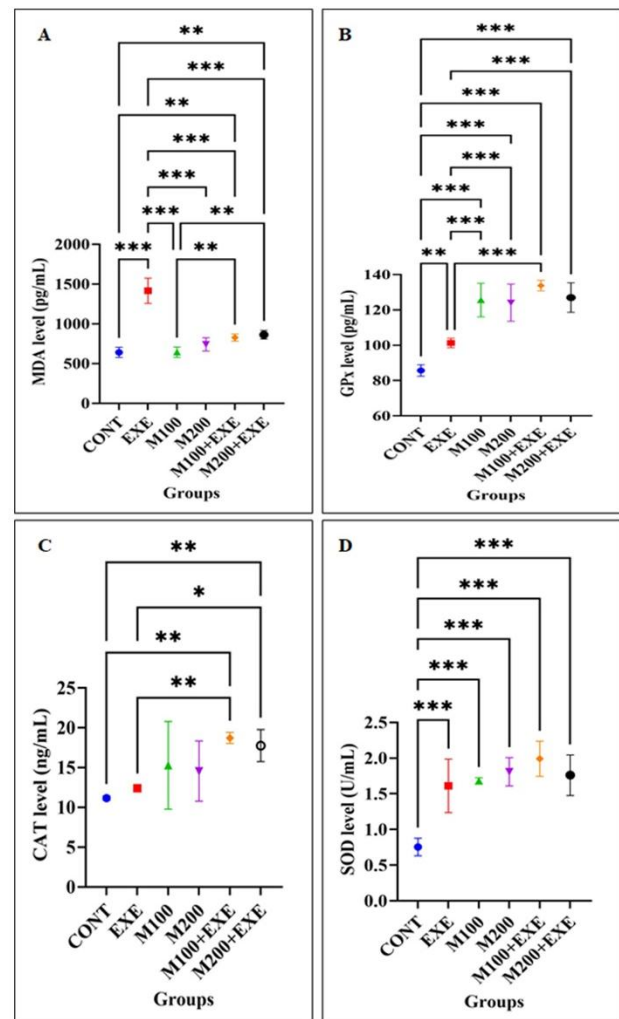 A
**
***
**
***
***
***
**
***
**
2000
1500
1000
500
0
MDA level (pg/mL)
CONT
EXE
M100
M200
M100+EXE
M200+EXE
Groups
B
***
***
***
***
***
***
***
**
***
140
120
100
80
60
GPx level (pg/mL)
CONT
EXE
M100
M200
M100+EXE
M200+EXE
Groups
C
**
*
**
**
25
20
15
10
5
0
CAT level (ng/mL)
CONT
EXE
M100
M200
M100+EXE
M200+EXE
Groups
D
***
***
***
***
***
2.5
2.0
1.5
1.0
0.5
0.0
SOD level (U/mL)
CONT
EXE
M100
M200
M100+EXE
M200+EXE
Groups